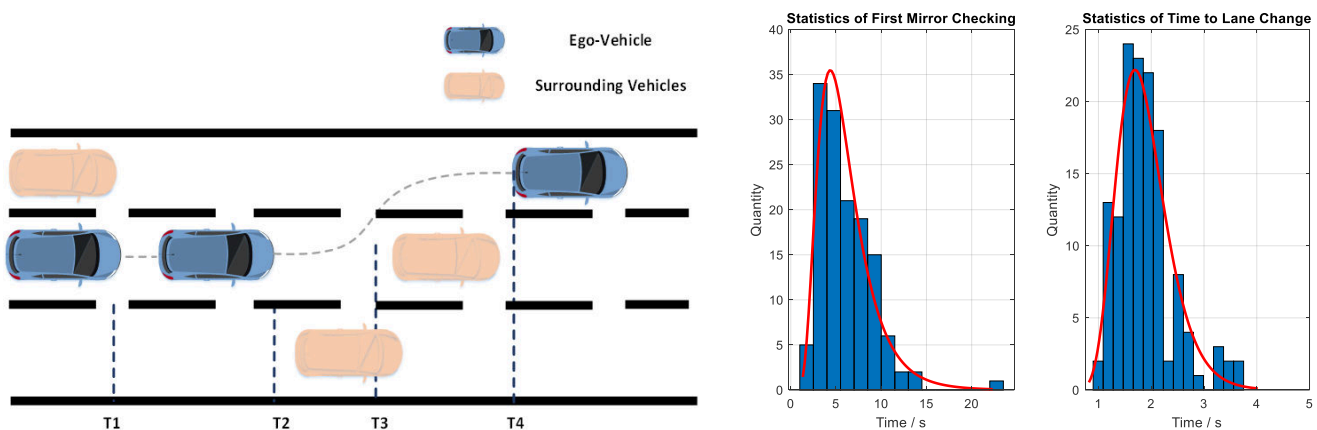 Ego-Vehicle
Surrounding Vehicles
T1 T2 T3 T4
Statistics of First Mirror Checking
40
35
30
25
20
15
10
5
0
0 5 10 15 20
Quantity
Time / s
Statistics of Time to Lane Change
25
20
15
10
5
0
1 2 3 4 5
Quantity
Time / s